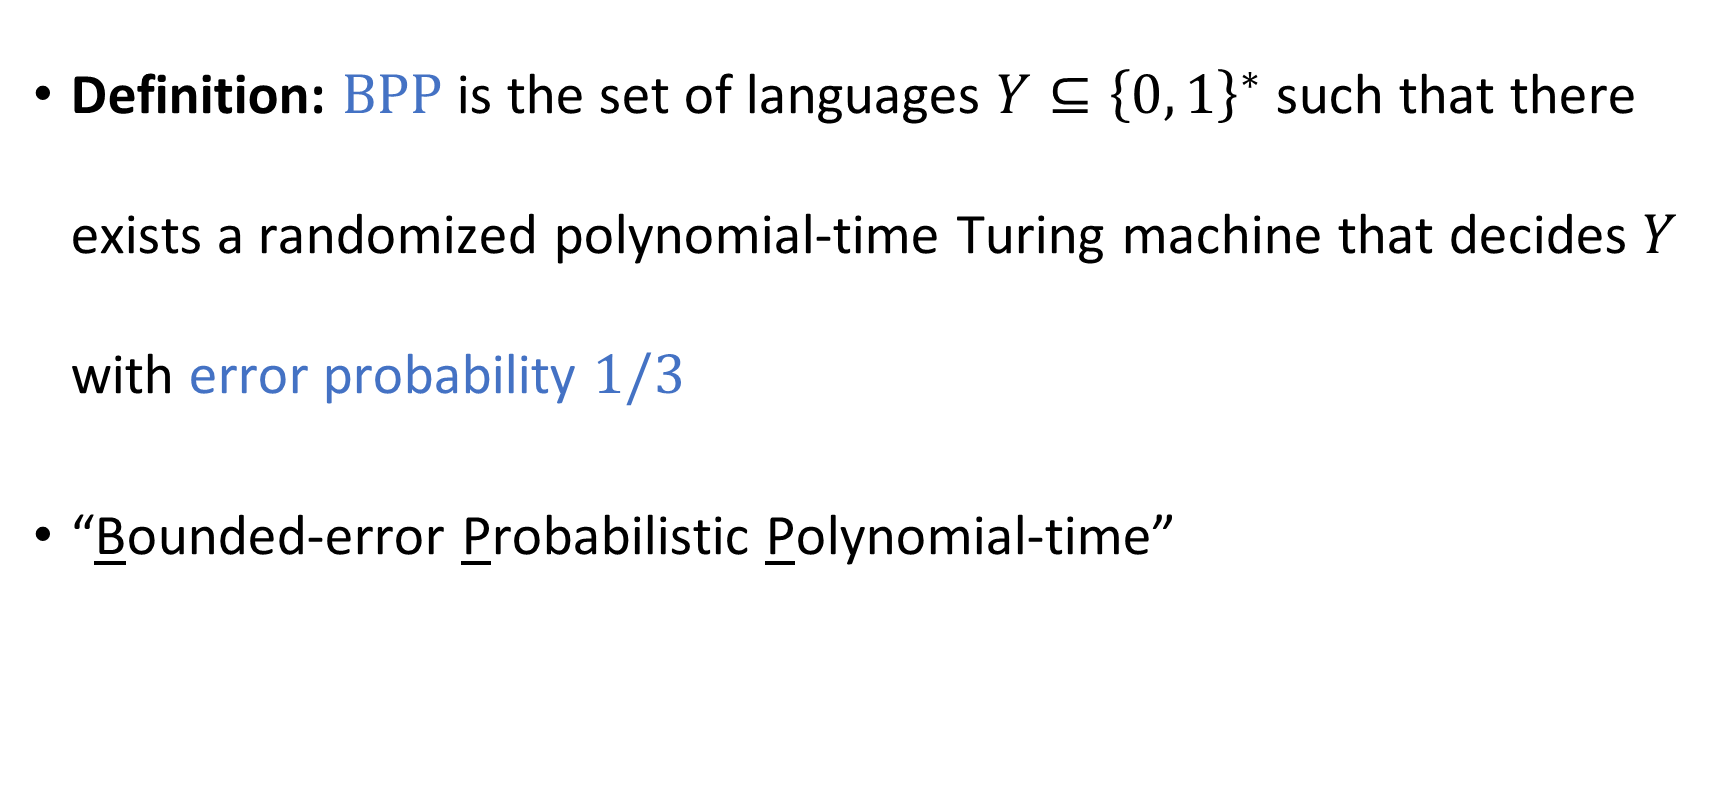 • Definition: BPP is the set of languages Y ⊆ {0, 1}* such that there
exists a randomized polynomial-time Turing machine that decides Y
with error probability 1/3
• “Bounded-error Probabilistic Polynomial-time”